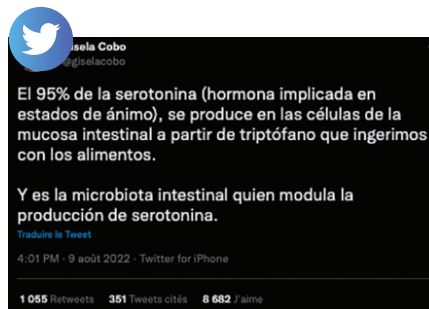 isela Cobo
@giselacobo
El 95% de la serotonina (hormona implicada en
estados de ánimo), se produce en las células de la
mucosa intestinal a partir de triptófano que ingerimos
con los alimentos.
Y es la microbiota intestinal quien modula la
producción de serotonina.
Traduire le Tweet
4:01 PM · 9 août 2022 · Twitter for iPhone
1 055 Retweets 351 Tweets cités 8 682 J'aime